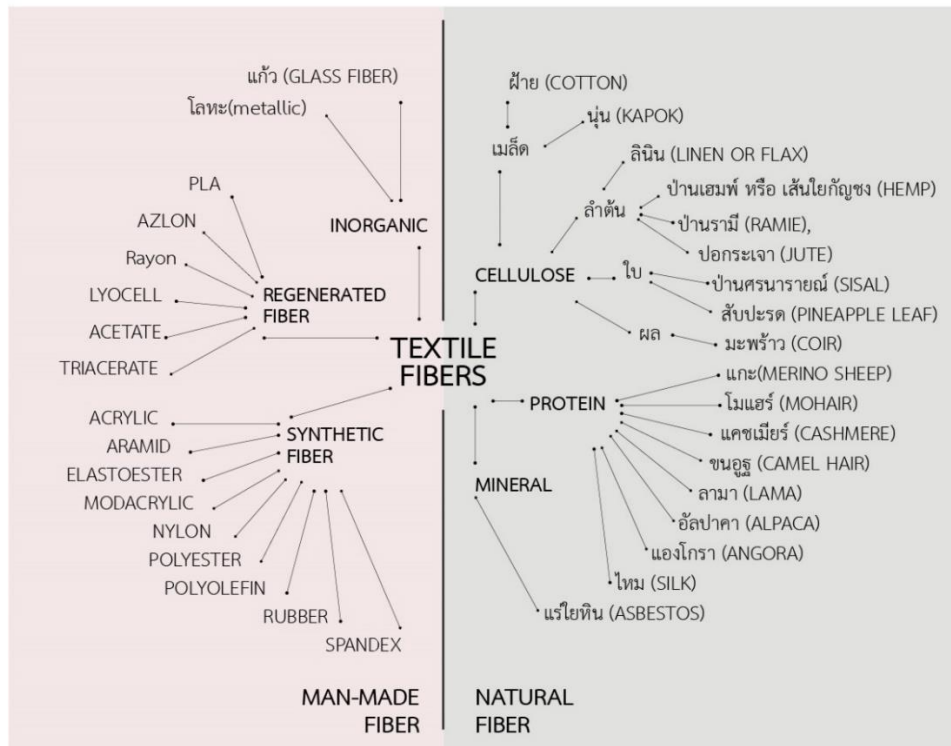 แก้ว (GLASS FIBER)
โลหะ(metallic)
INORGANIC
PLA
AZLON
Rayon
LYOCELL
ACETATE
TRIACERATE
REGENERATED
FIBER
TEXTILE
FIBERS
ACRYLIC
ARAMID
ELASTOESTER
MODACRYLIC
NYLON
POLYESTER
POLYOLEFIN
RUBBER
SPANDEX
SYNTHETIC
FIBER
MAN-MADE
FIBER
ฝ้าย (COTTON)
นุ่น (KAPOK)
เมล็ด
ลินิน (LINEN OR FLAX)
ป่านเฮมพ์ หรือ เส้นใยกัญชง (HEMP)
ลำต้น
ป่านรามี (RAMIE),
ปอกระเจา (JUTE)
CELLULOSE
ใบ
ป่านศรนารายณ์ (SISAL)
สับปะรด (PINEAPPLE LEAF)
ผล
มะพร้าว (COIR)
PROTEIN
แกะ(MERINO SHEEP)
โมแฮร์ (MOHAIR)
แคชเมียร์ (CASHMERE)
ขนอูฐ (CAMEL HAIR)
ลามา (LAMA)
อัลปาคา (ALPACA)
แองโกรา (ANGORA)
ไหม (SILK)
MINERAL
แร่ใยหิน (ASBESTOS)
NATURAL
FIBER